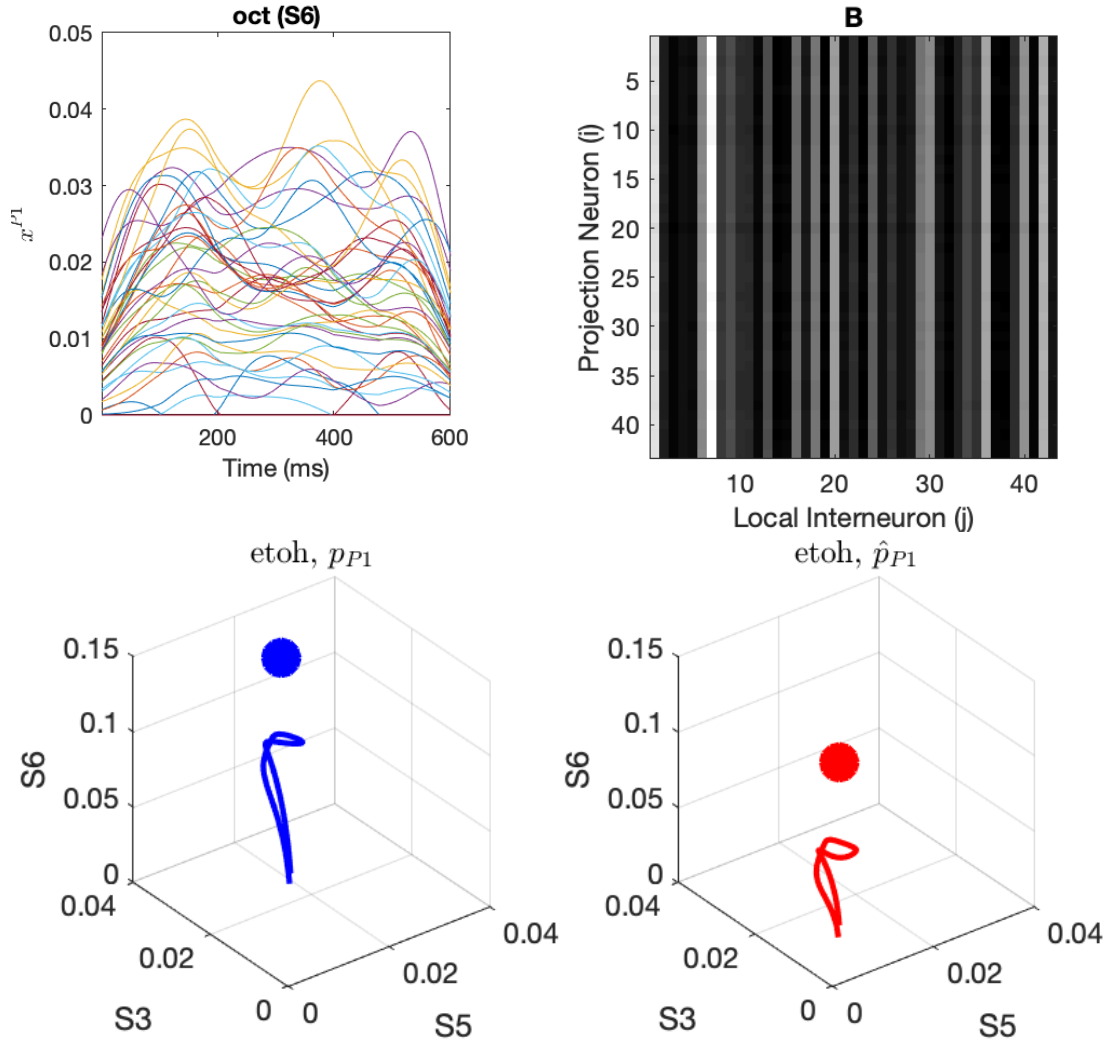 oct (S6)
0.05
0.04
0.03
0.02
0.01
0
x^{P1}
200
400
600
Time (ms)
B
5
10
15
20
25
30
35
40
Projection Neuron (i)
10
20
30
40
Local Interneuron (j)
etoh, p_{P1}
0.15
0.1
0.05
0
S6
0.04
0.02
0
S3
0
0.02
0.04
S5
etoh, p̂_{P1}
0.15
0.1
0.05
0
S6
0.04
0.02
0
S3
0
0.02
0.04
S5